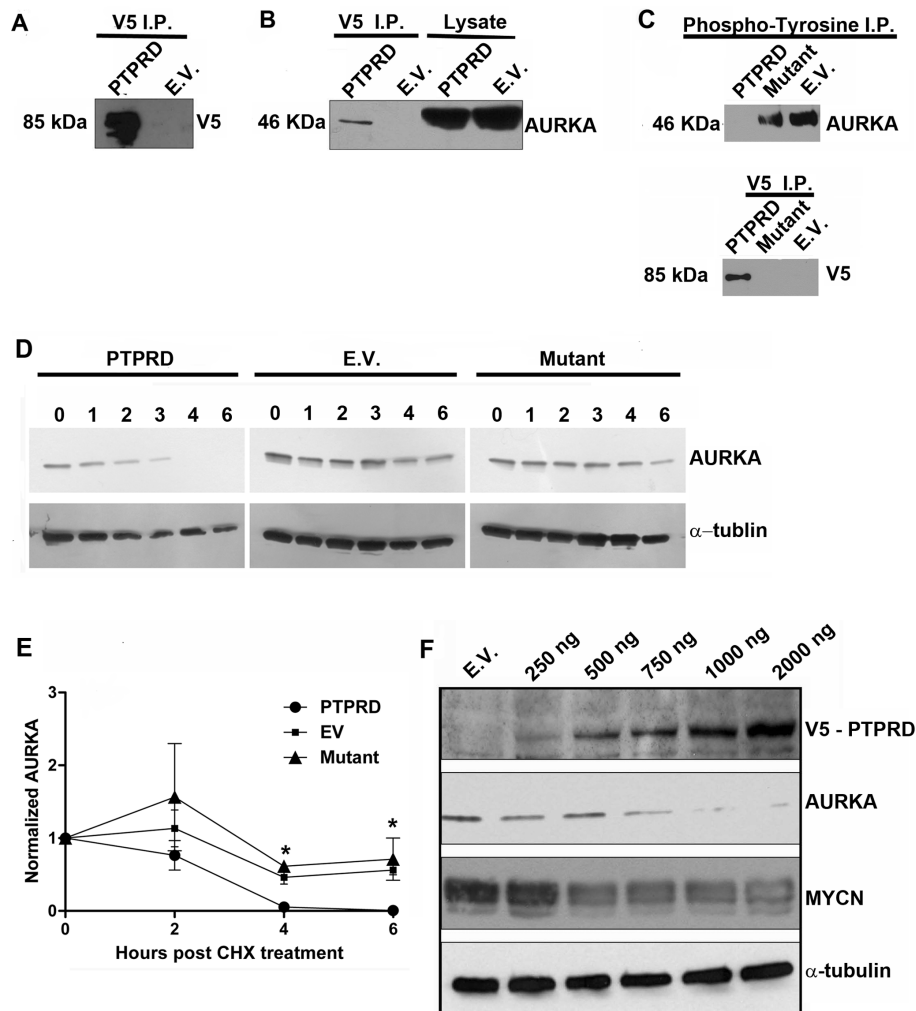 A
V5 I.P.
PTPRD
E.V.
85 kDa
V5
B
V5 I.P.
Lysate
PTPRD
E.V.
PTPRD
E.V.
46 KDa
AURKA
C
Phospho-Tyrosine I.P.
PTPRD
Mutant
E.V.
46 KDa
AURKA
V5 I.P.
PTPRD
Mutant
E.V.
85 kDa
V5
D
PTPRD
E.V.
Mutant
0 1 2 3 4 6
0 1 2 3 4 6
0 1 2 3 4 6
AURKA
α-tublin
E
Normalized AURKA
3
2
1
0
0 2 4 6
Hours post CHX treatment
PTPRD
EV
Mutant
*
*
F
E.V.
250 ng
500 ng
750 ng
1000 ng
2000 ng
V5 - PTPRD
AURKA
MYCN
α-tubulin